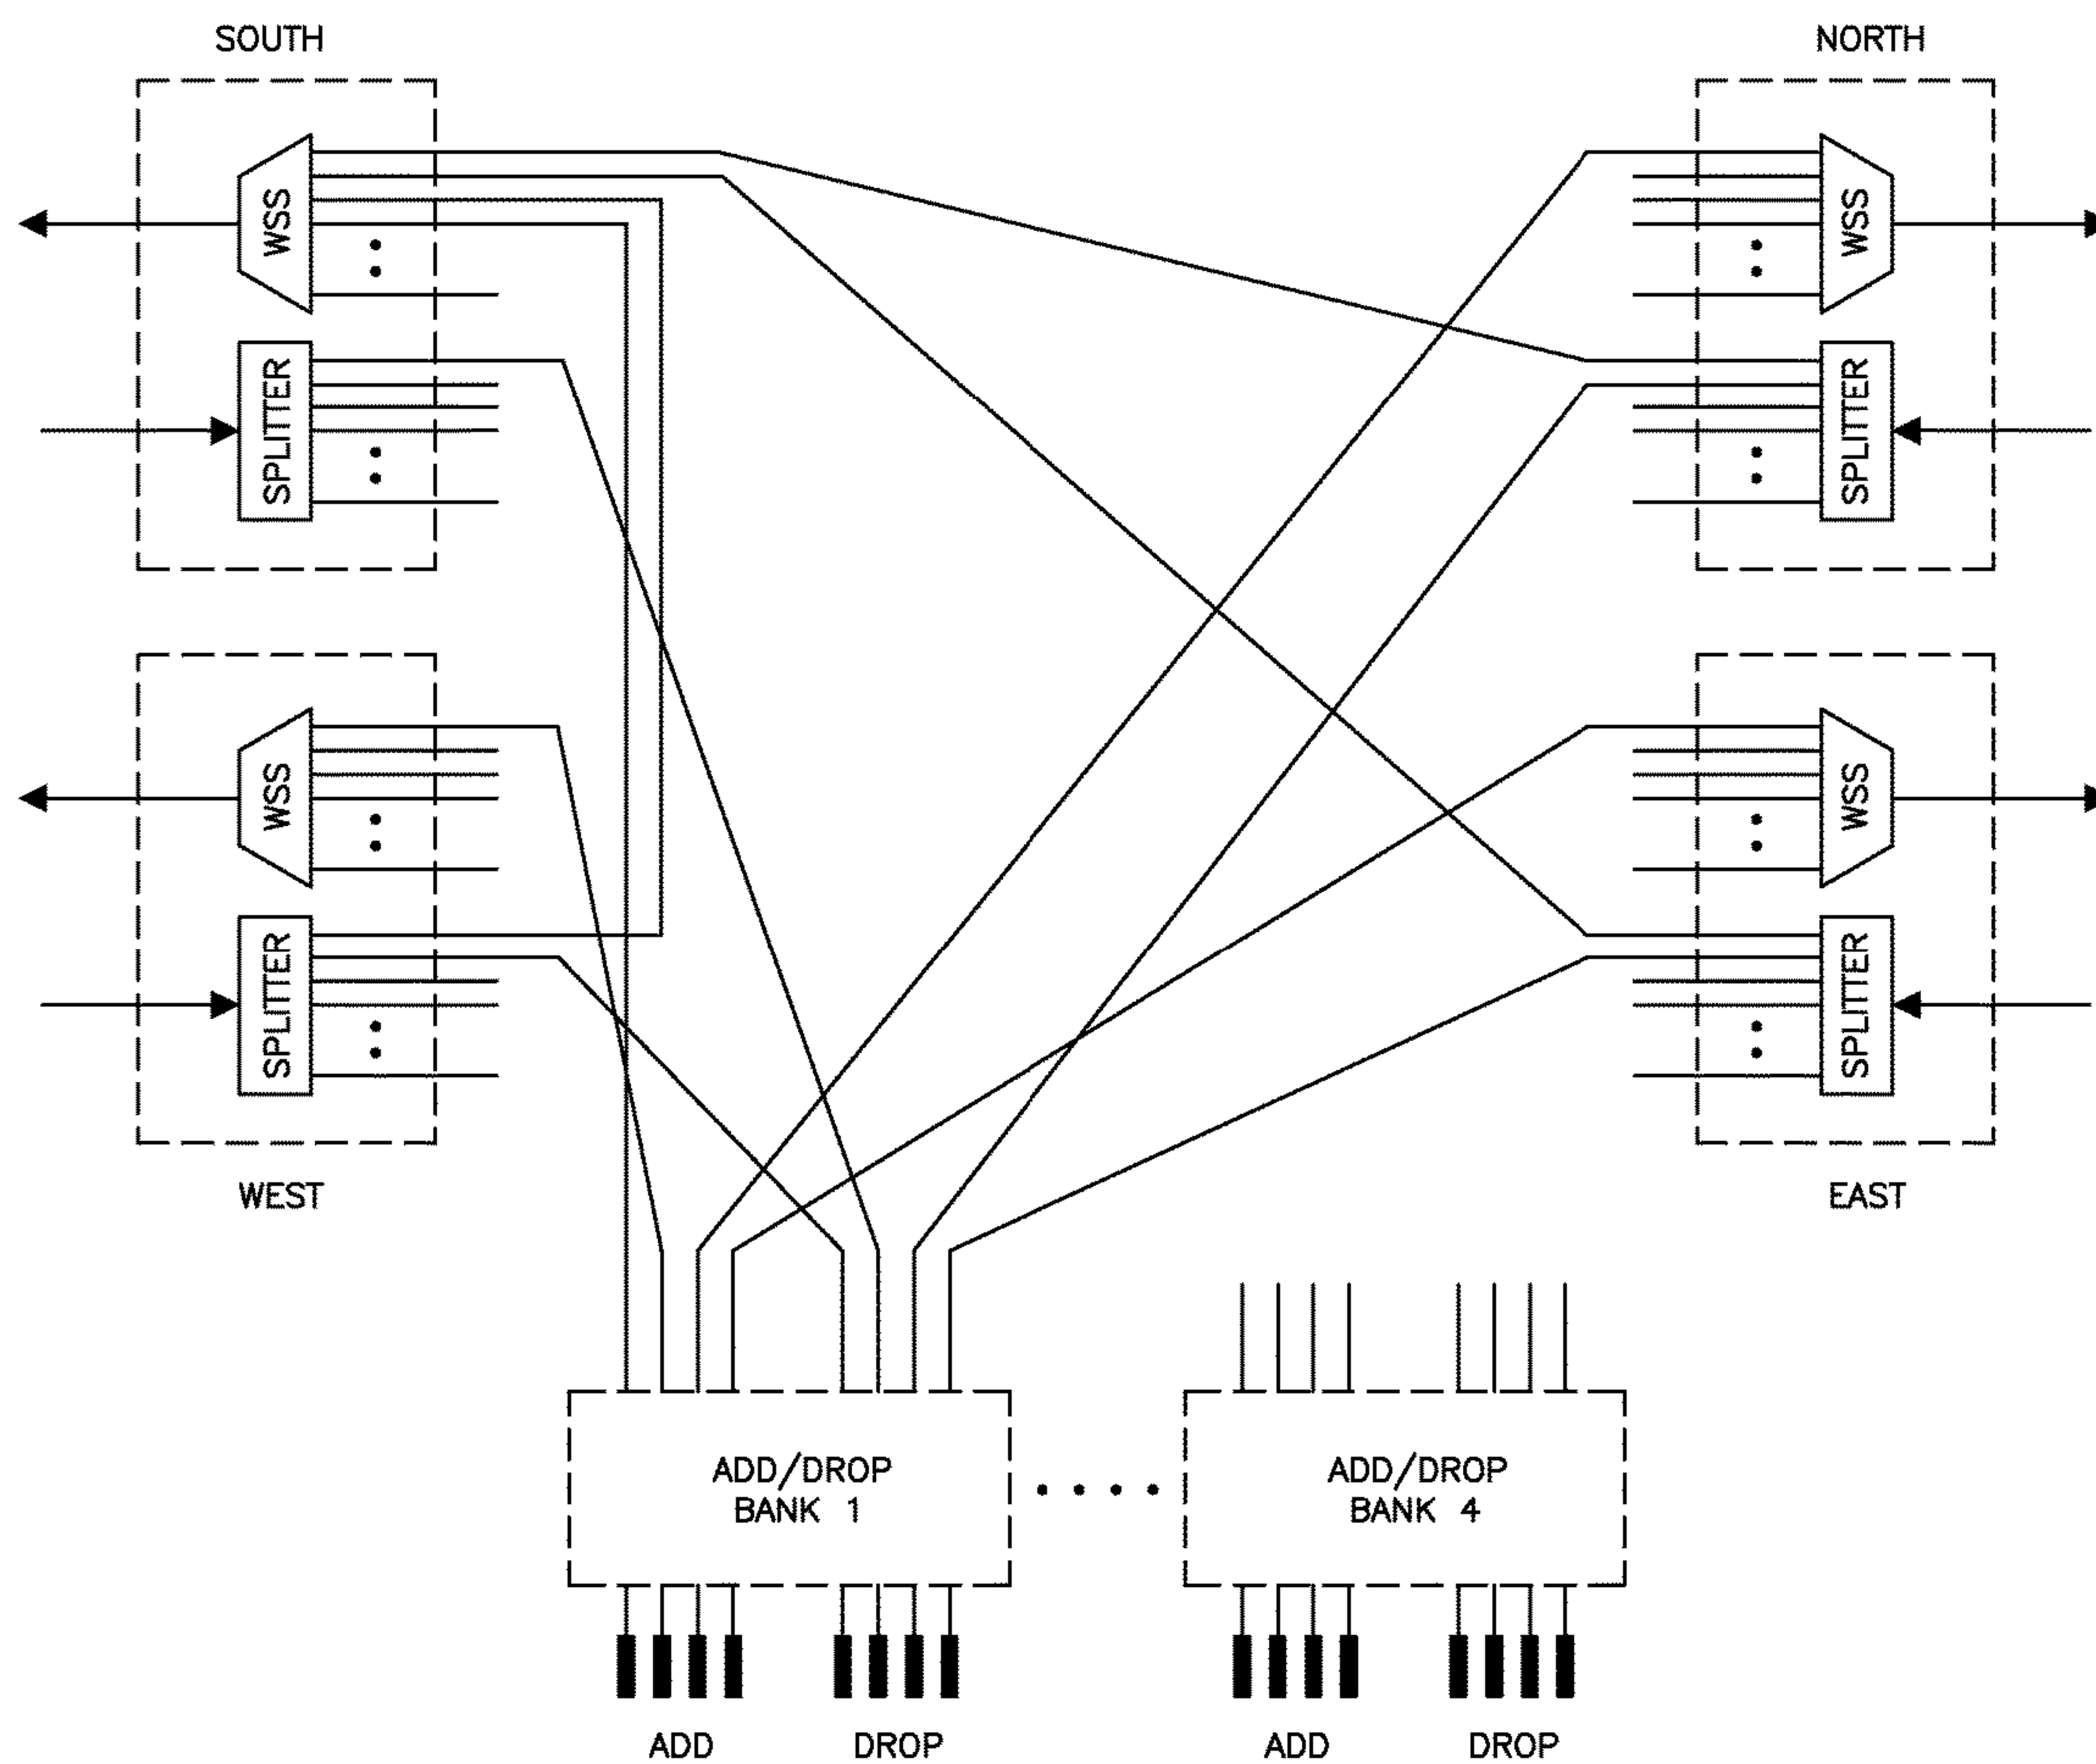 SOUTH
NORTH
WSS
WSS
SPLITTER
SPLITTER
WSS
WSS
SPLITTER
SPLITTER
WEST
EAST
ADD/DROP
BANK 1
ADD/DROP
BANK 4
ADD
DROP
ADD
DROP